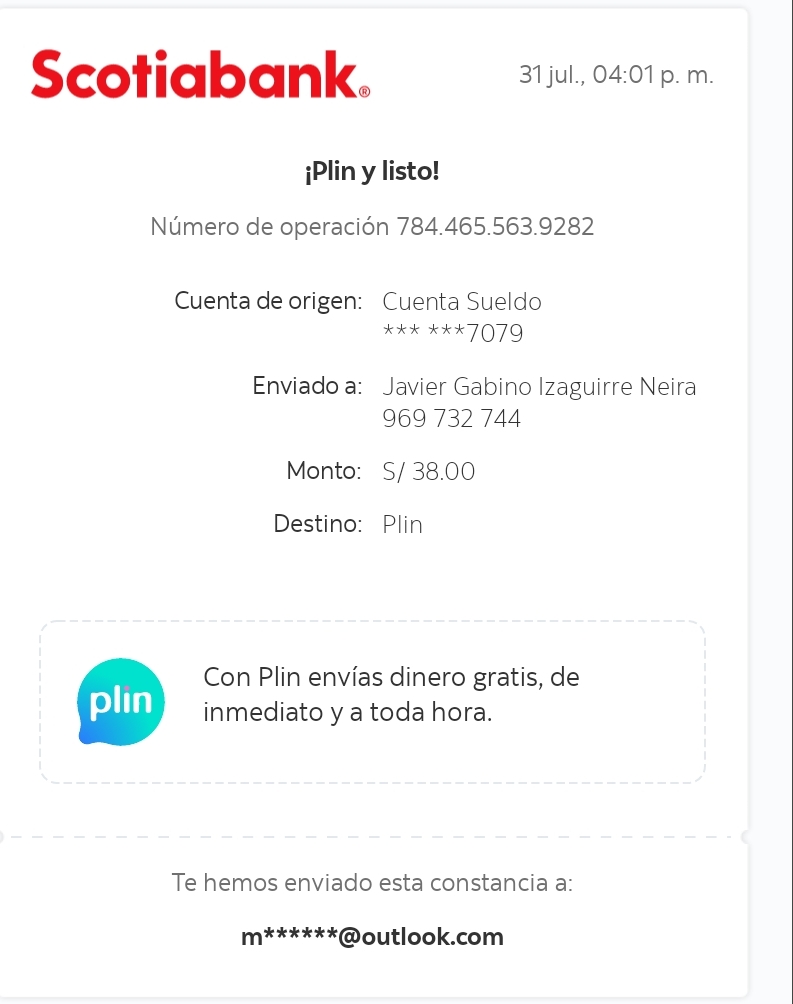 Scotiabank®
31 jul., 04:01 p. m.
¡Plin y listo!
Número de operación 784.465.563.9282
Cuenta de origen: Cuenta Sueldo
*** ***7079
Enviado a: Javier Gabino Izaguirre Neira
969 732 744
Monto: S/ 38.00
Destino: Plin
plin
Con Plin envías dinero gratis, de
inmediato y a toda hora.
Te hemos enviado esta constancia a:
m******@outlook.com